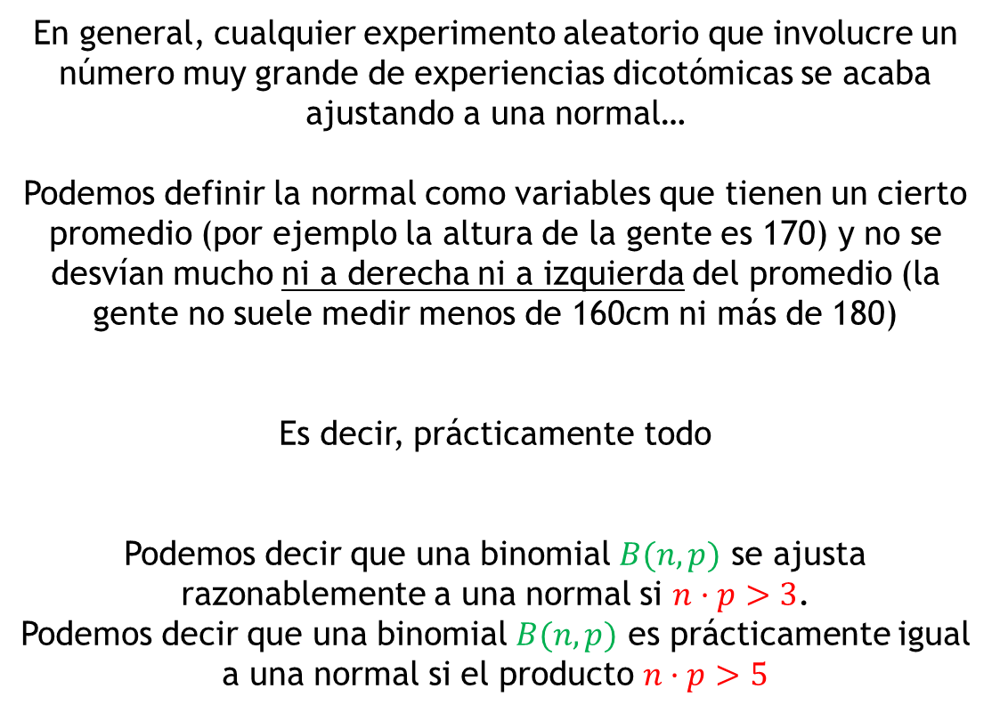 En general, cualquier experimento aleatorio que involucre un
número muy grande de experiencias dicotómicas se acaba
ajustando a una normal…
Podemos definir la normal como variables que tienen un cierto
promedio (por ejemplo la altura de la gente es 170) y no se
desvían mucho ni a derecha ni a izquierda del promedio (la
gente no suele medir menos de 160cm ni más de 180)
Es decir, prácticamente todo
Podemos decir que una binomial B(n,p) se ajusta
razonablemente a una normal si n · p > 3.
Podemos decir que una binomial B(n,p) es prácticamente igual
a una normal si el producto n · p > 5